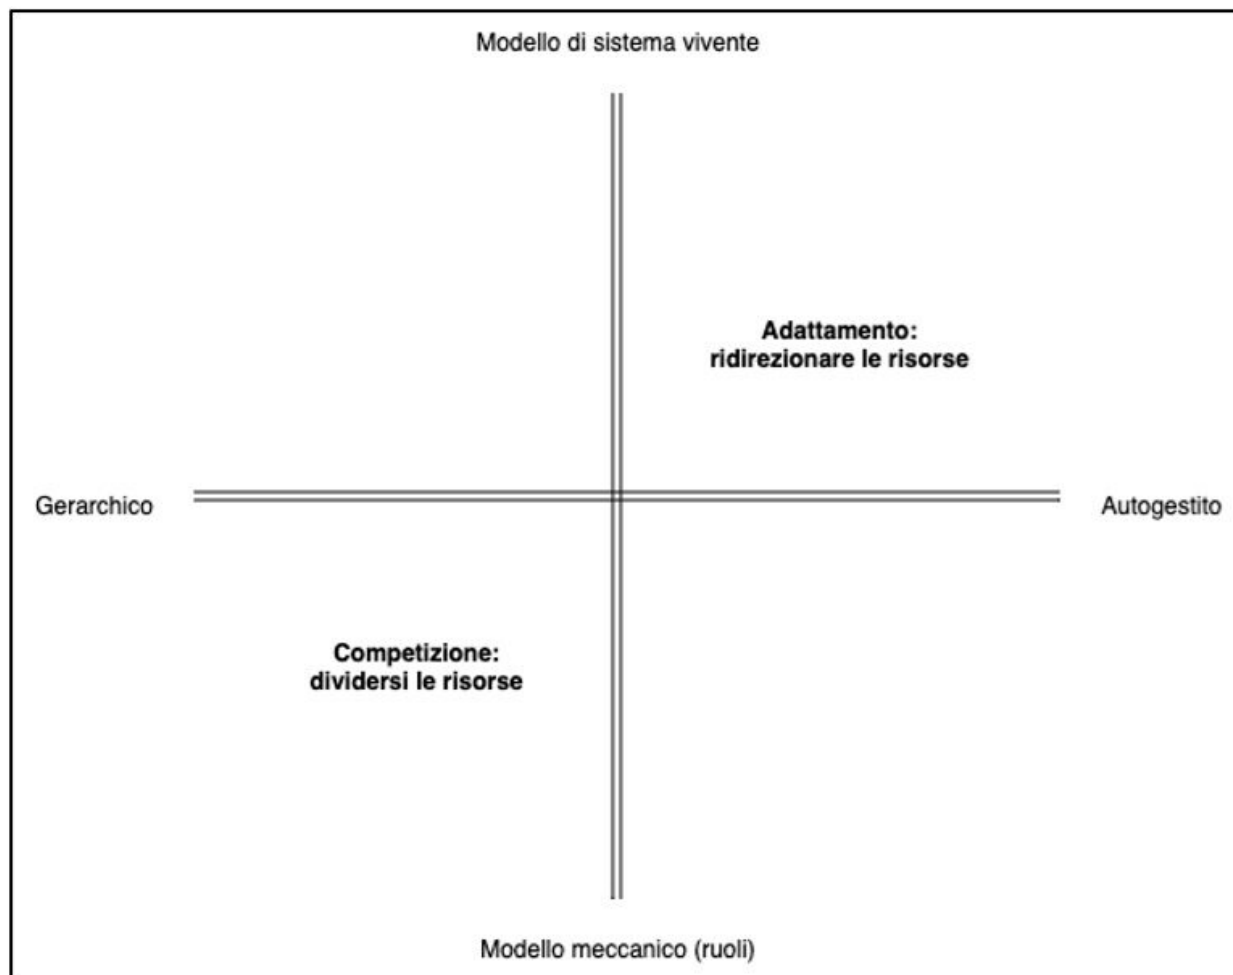 Modello di sistema vivente
Adattamento:
ridirezionare le risorse
Gerarchico
Autogestito
Competizione:
dividersi le risorse
Modello meccanico (ruoli)